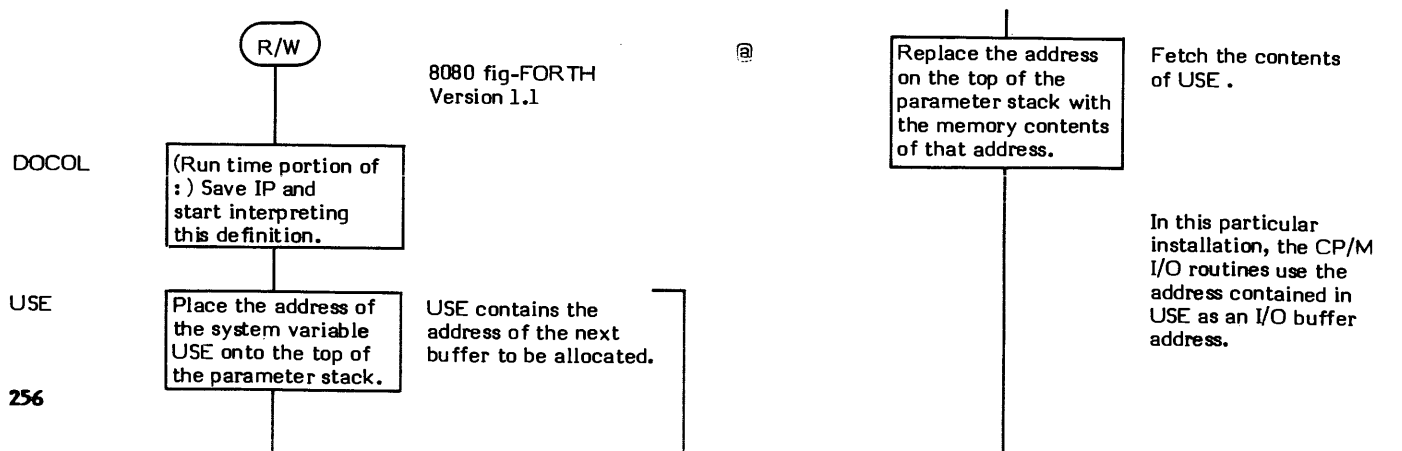 R/W
8080 fig-FORTH
Version 1.1
DOCOL
(Run time portion of
: ) Save IP and
start interpreting
this definition.
USE
Place the address of
the system variable
USE onto the top of
the parameter stack.
USE contains the
address of the next
buffer to be allocated.
256
@
Replace the address
on the top of the
parameter stack with
the memory contents
of that address.
Fetch the contents
of USE .
In this particular
installation, the CP/M
I/O routines use the
address contained in
USE as an I/O buffer
address.